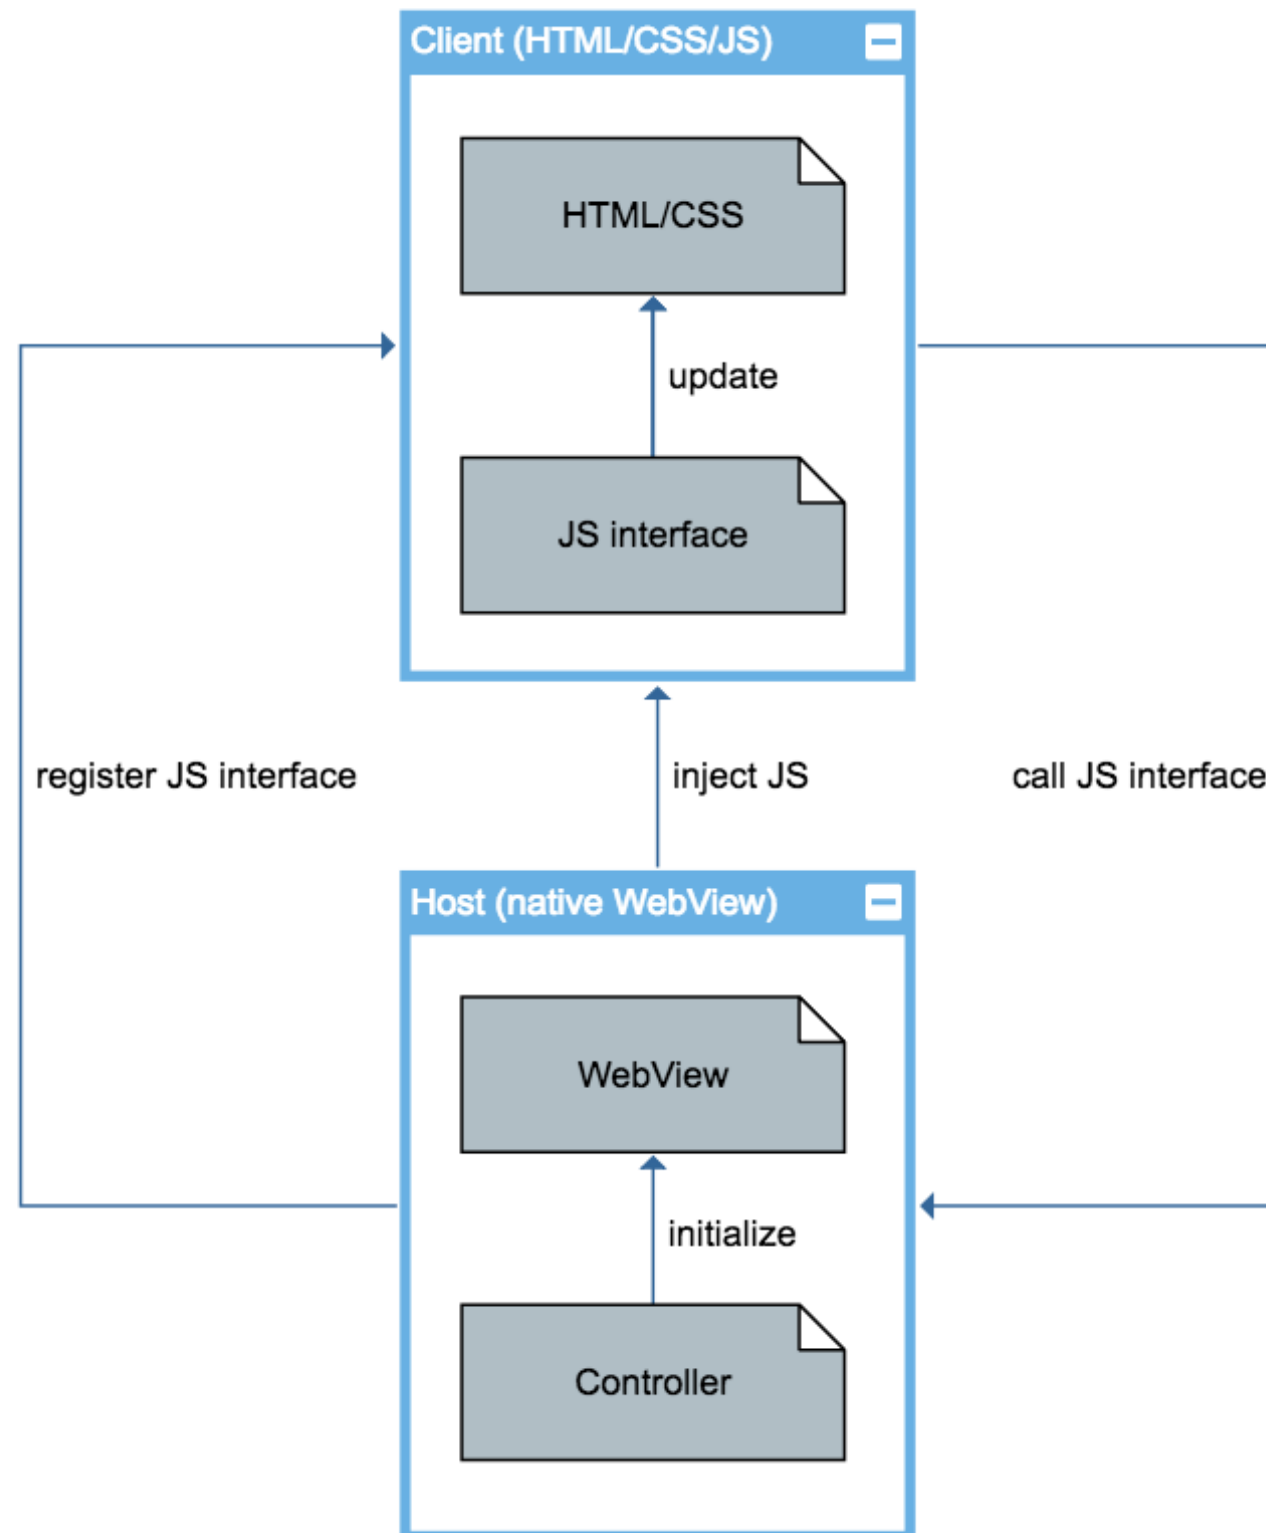 Client (HTML/CSS/JS)
HTML/CSS
update
JS interface
register JS interface
inject JS
call JS interface
Host (native WebView)
WebView
initialize
Controller